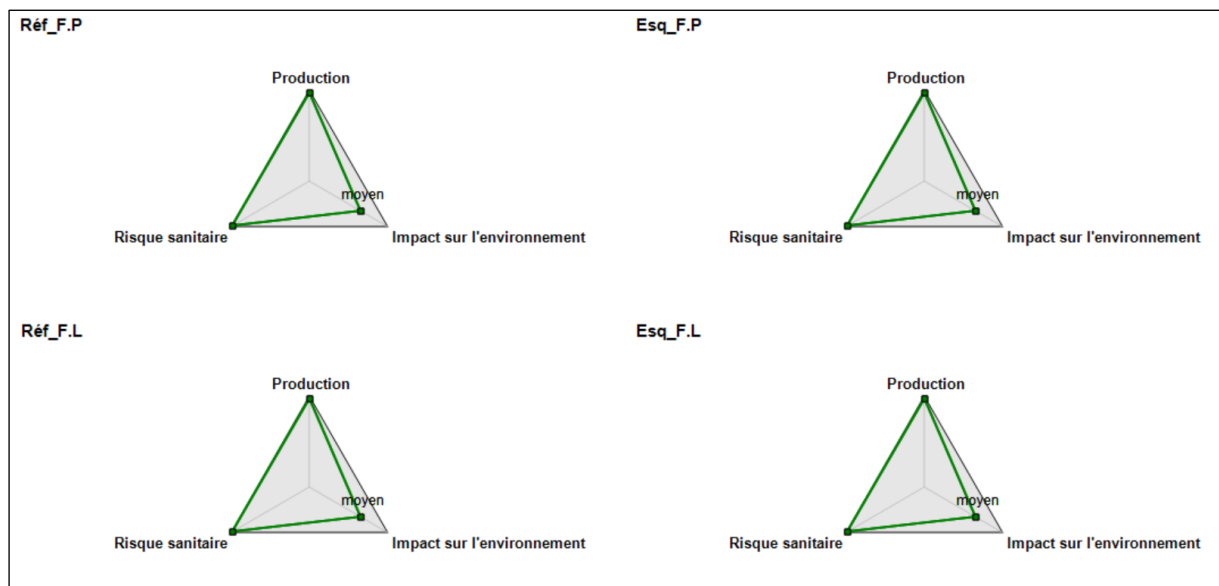 Réf_F.P
Esq_F.P
Production
Production
moyen
moyen
Risque sanitaire
Impact sur l'environnement
Risque sanitaire
Impact sur l'environnement
Réf_F.L
Esq_F.L
Production
Production
moyen
moyen
Risque sanitaire
Impact sur l'environnement
Risque sanitaire
Impact sur l'environnement